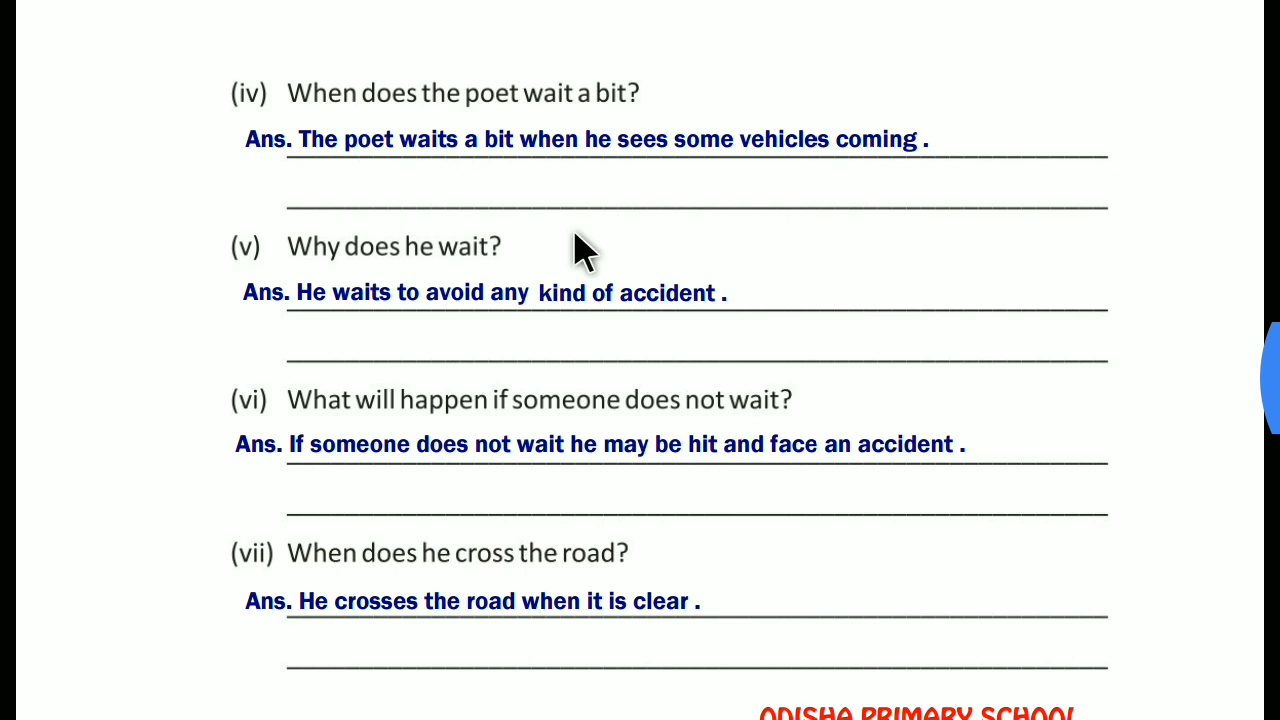 (iv) When does the poet wait a bit?
Ans. The poet waits a bit when he sees some vehicles coming .
(v) Why does he wait?
Ans. He waits to avoid any kind of accident .
(vi) What will happen if someone does not wait?
Ans. If someone does not wait he may be hit and face an accident .
(vii) When does he cross the road?
Ans. He crosses the road when it is clear .
ODISHA PRIMARY SCHOOL